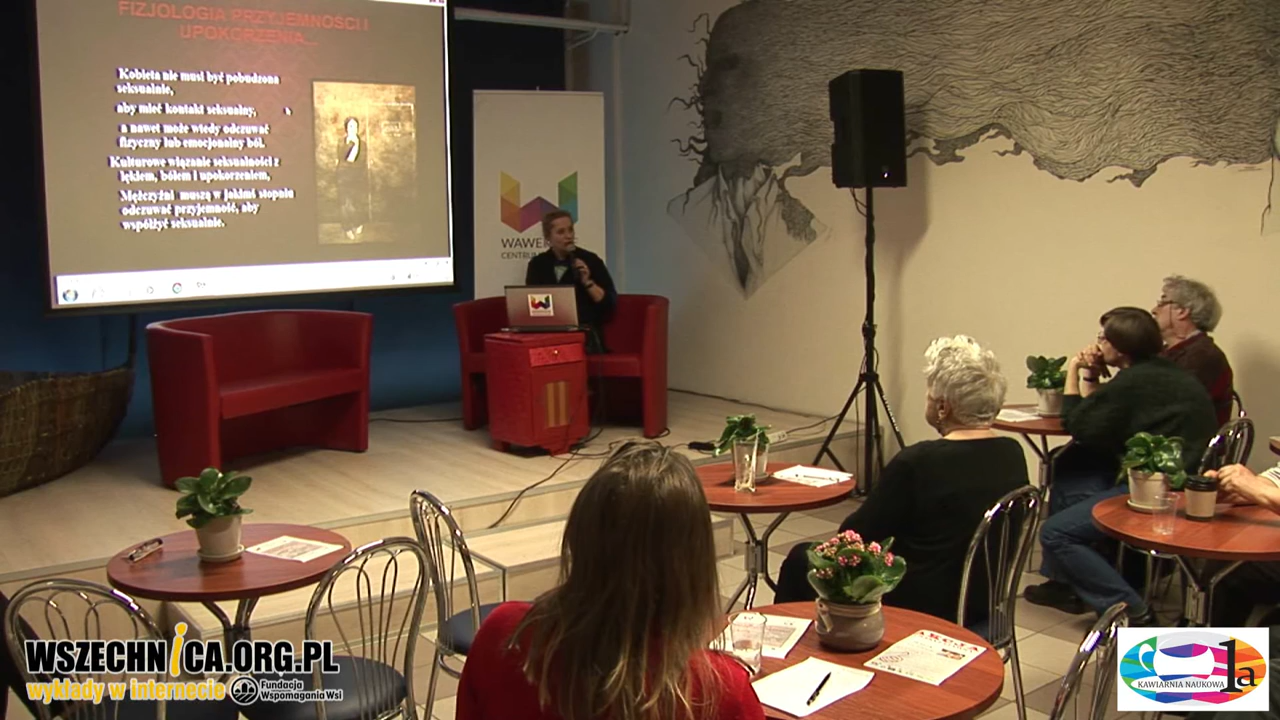 FIZJOLOGIA PRZYJEMNOŚCI I
UPOKORZENIA...
Kobieta nie musi być pobudzona
seksualnie,
aby mieć kontakt seksualny,
a nawet może wtedy odczuwać
fizyczny lub emocjonalny ból.
Kulturowe wiązanie seksualności z
lękiem, bólem i upokorzeniem,
Mężczyźni muszą w jakimś stopniu
odczuwać przyjemność, aby
współżyć seksualnie.
WAWE
CENTRUM
WSZECHNICA.ORG.PL
wykłady w internecie
Fundacja
Wspomagania Wsi
KAWIARNIA NAUKOWA
1a